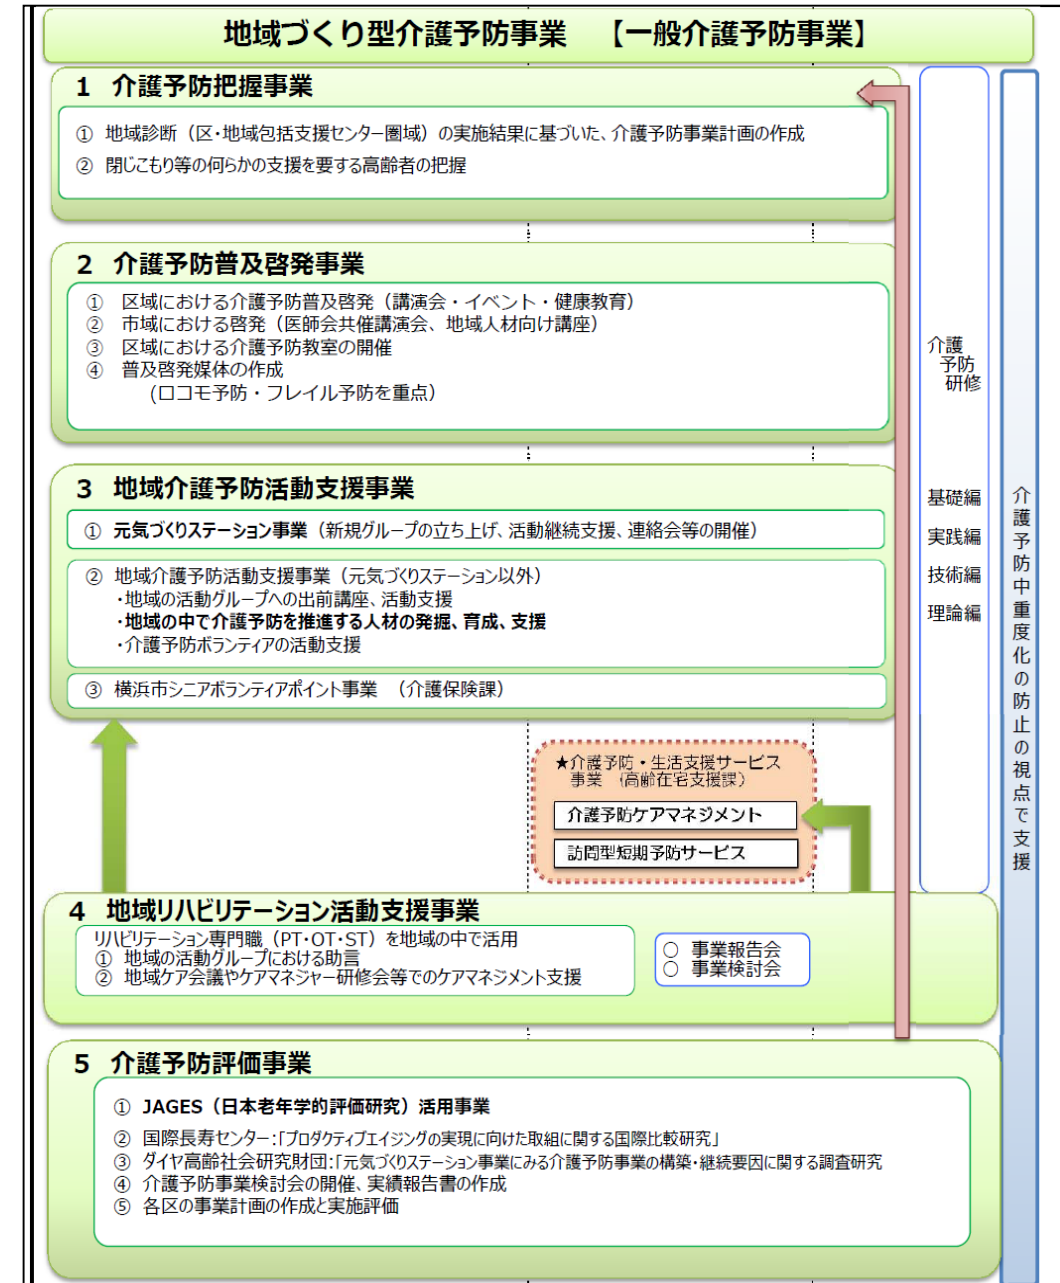 地域づくり型介護予防事業 【一般介護予防事業】
1 介護予防把握事業
① 地域診断（区・地域包括支援センター圏域）の実施結果に基づいた、介護予防事業計画の作成
② 閉じこもり等の何らかの支援を要する高齢者の把握
2 介護予防普及啓発事業
① 区域における介護予防普及啓発（講演会・イベント・健康教育）
② 市域における啓発（医師会共催講演会、地域人材向け講座）
③ 区域における介護予防教室の開催
④ 普及啓発媒体の作成
(ロコモ予防・フレイル予防を重点）
3 地域介護予防活動支援事業
① 元気づくりステーション事業（新規グループの立ち上げ、活動継続支援、連絡会等の開催）
② 地域介護予防活動支援事業（元気づくりステーション以外）
・地域の活動グループへの出前講座、活動支援
・地域の中で介護予防を推進する人材の発掘、育成、支援
・介護予防ボランティアの活動支援
③ 横浜市シニアボランティアポイント事業 （介護保険課）
★介護予防・生活支援サービス
事業 （高齢在宅支援課）
介護予防ケアマネジメント
訪問型短期予防サービス
4 地域リハビリテーション活動支援事業
リハビリテーション専門職（PT・OT・ST）を地域の中で活用
① 地域の活動グループにおける助言
② 地域ケア会議やケアマネジャー研修会等でのケアマネジメント支援
○ 事業報告会
○ 事業検討会
5 介護予防評価事業
① JAGES（日本老年学的評価研究）活用事業
② 国際長寿センター：「プロダクティブエイジングの実現に向けた取組に関する国際比較研究」
③ ダイヤ高齢社会研究財団：「元気づくりステーション事業にみる介護予防事業の構築・継続要因に関する調査研究
④ 介護予防事業検討会の開催、実績報告書の作成
⑤ 各区の事業計画の作成と実施評価
介護
予防
研修
基礎編
実践編
技術編
理論編
介護予防中重度化の防止の視点で支援